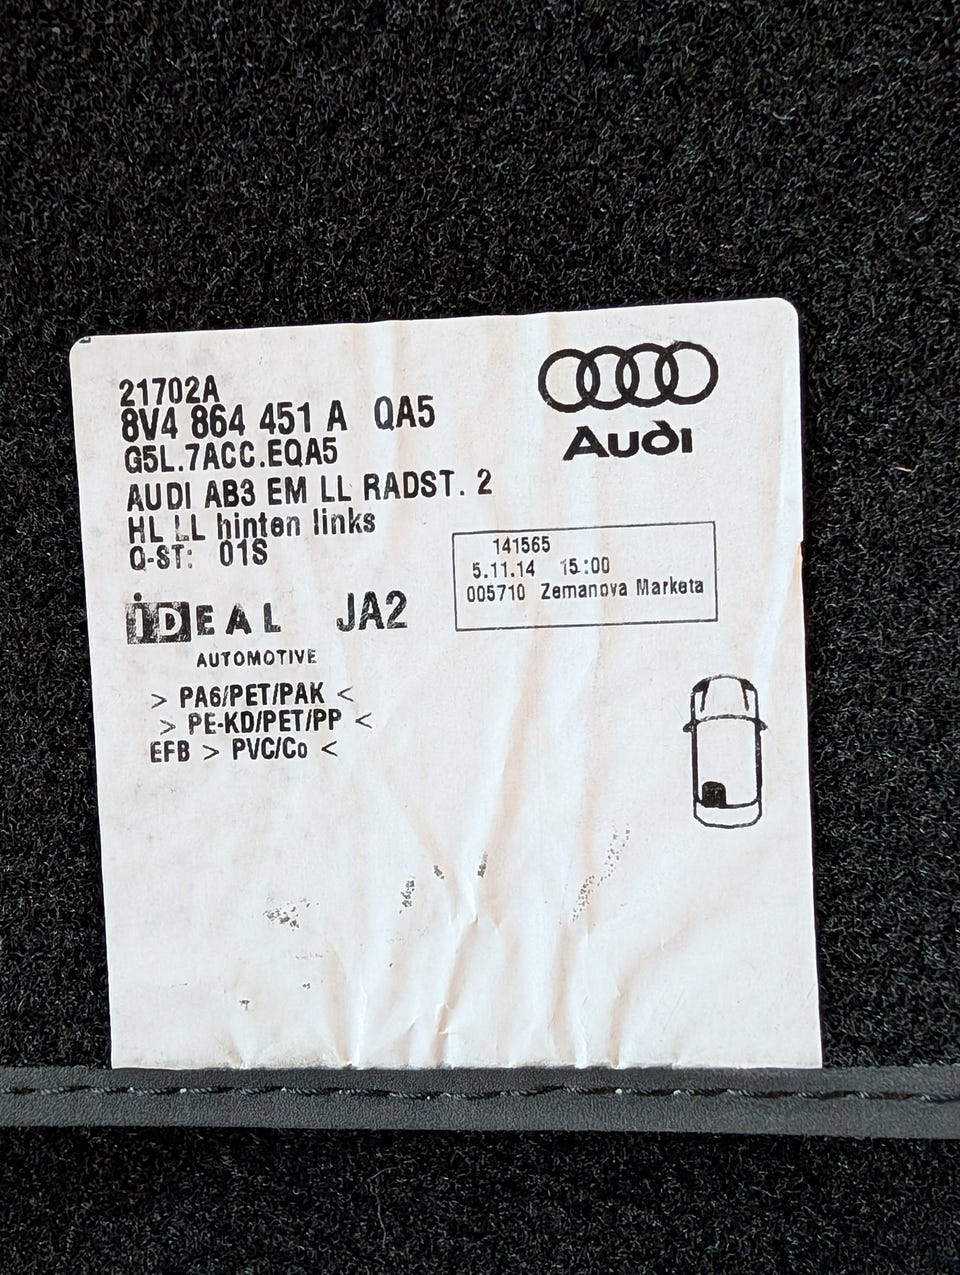 21702A
8V4 864 451 A QA5
G5L.7ACC.EQA5
AUDI AB3 EM LL RADST. 2
HL LL hinten links
Q-ST: 01S
Audi
141565
5.11.14 15:00
005710 Zemanova Marketa
iDEAL JA2
AUTOMOTIVE
> PA6/PET/PAK <
> PE-KD/PET/PP <
EFB > PVC/Co <